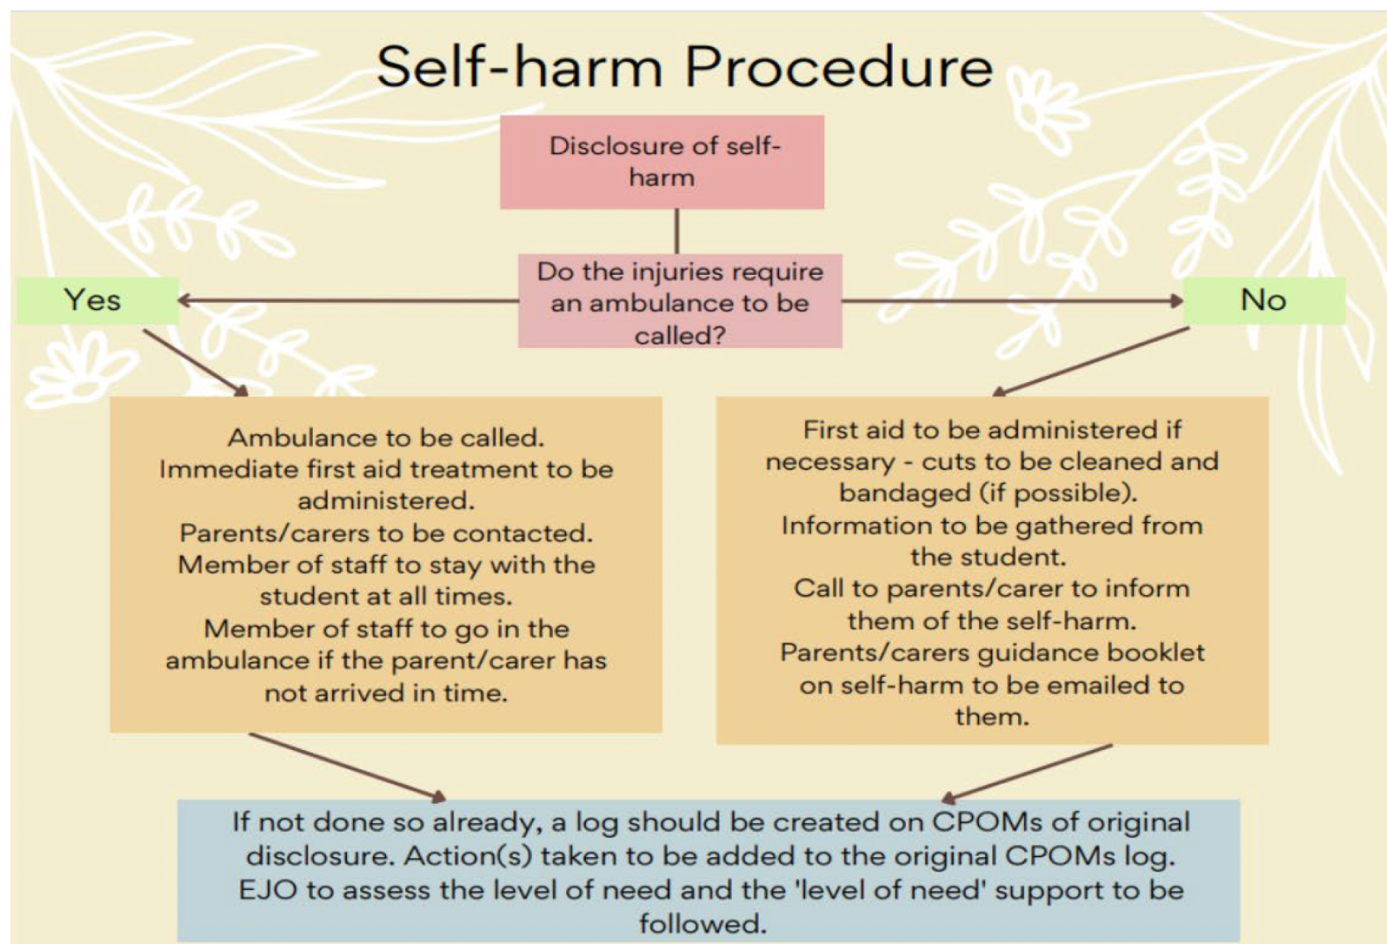 Self-harm Procedure
Disclosure of self-
harm
Do the injuries require
an ambulance to be
called?
Yes
No
Ambulance to be called.
Immediate first aid treatment to be
administered.
Parents/carers to be contacted.
Member of staff to stay with the
student at all times.
Member of staff to go in the
ambulance if the parent/carer has
not arrived in time.
First aid to be administered if
necessary - cuts to be cleaned and
bandaged (if possible).
Information to be gathered from
the student.
Call to parents/carer to inform
them of the self-harm.
Parents/carers guidance booklet
on self-harm to be emailed to
them.
If not done so already, a log should be created on CPOMs of original
disclosure. Action(s) taken to be added to the original CPOMs log.
EJO to assess the level of need and the 'level of need' support to be
followed.